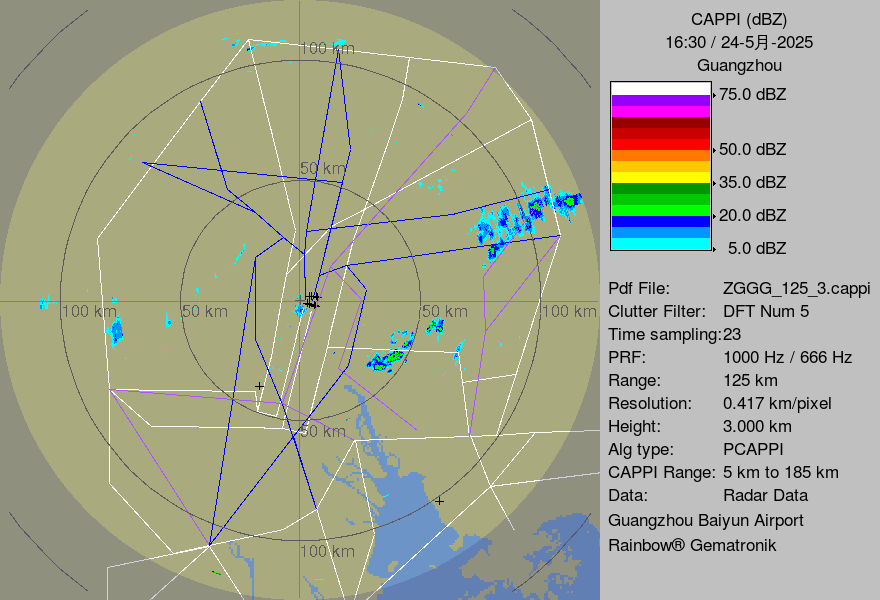 CAPPI (dBZ)
16:30 / 24-5月-2025
Guangzhou
75.0 dBZ
50.0 dBZ
35.0 dBZ
20.0 dBZ
5.0 dBZ
Pdf File: ZGGG_125_3.cappi
Clutter Filter: DFT Num 5
Time sampling:23
PRF: 1000 Hz / 666 Hz
Range: 125 km
Resolution: 0.417 km/pixel
Height: 3.000 km
Alg type: PCAPPI
CAPPI Range: 5 km to 185 km
Data: Radar Data
Guangzhou Baiyun Airport
Rainbow® Gematronik
100 km
50 km
100 km 50 km 50 km 100 km
50 km
100 km